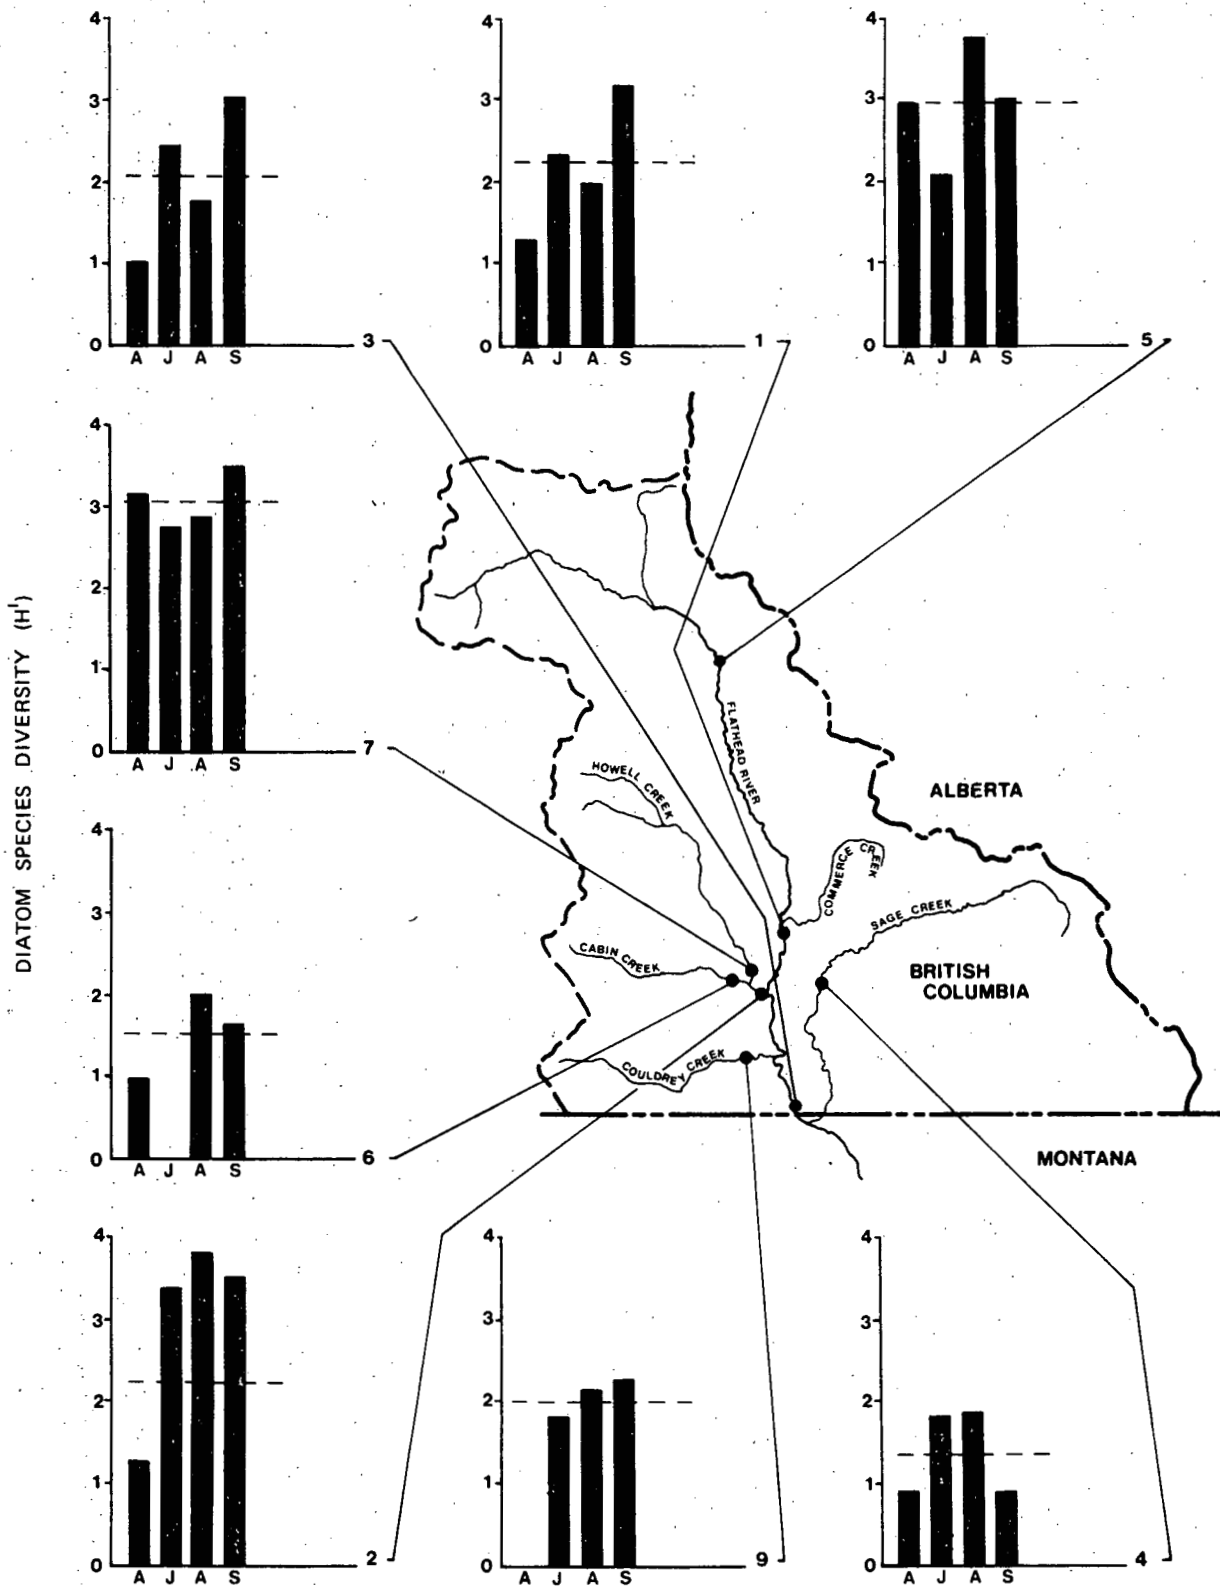 DIATOM SPECIES DIVERSITY (H')
4
3
2
1
0
A J A S
3
4
3
2
1
0
A J A S
1
4
3
2
1
0
A J A S
5
4
3
2
1
0
A J A S
7
4
3
2
1
0
A J A S
6
4
3
2
1
0
A J A S
2
4
3
2
1
0
A J A S
9
4
3
2
1
0
A J A S
4
FLATHEAD RIVER
HOWELL CREEK
ALBERTA
COMMERCE CREEK
SAGE CREEK
CABIN CREEK
BRITISH
COLUMBIA
COULDREY CREEK
MONTANA